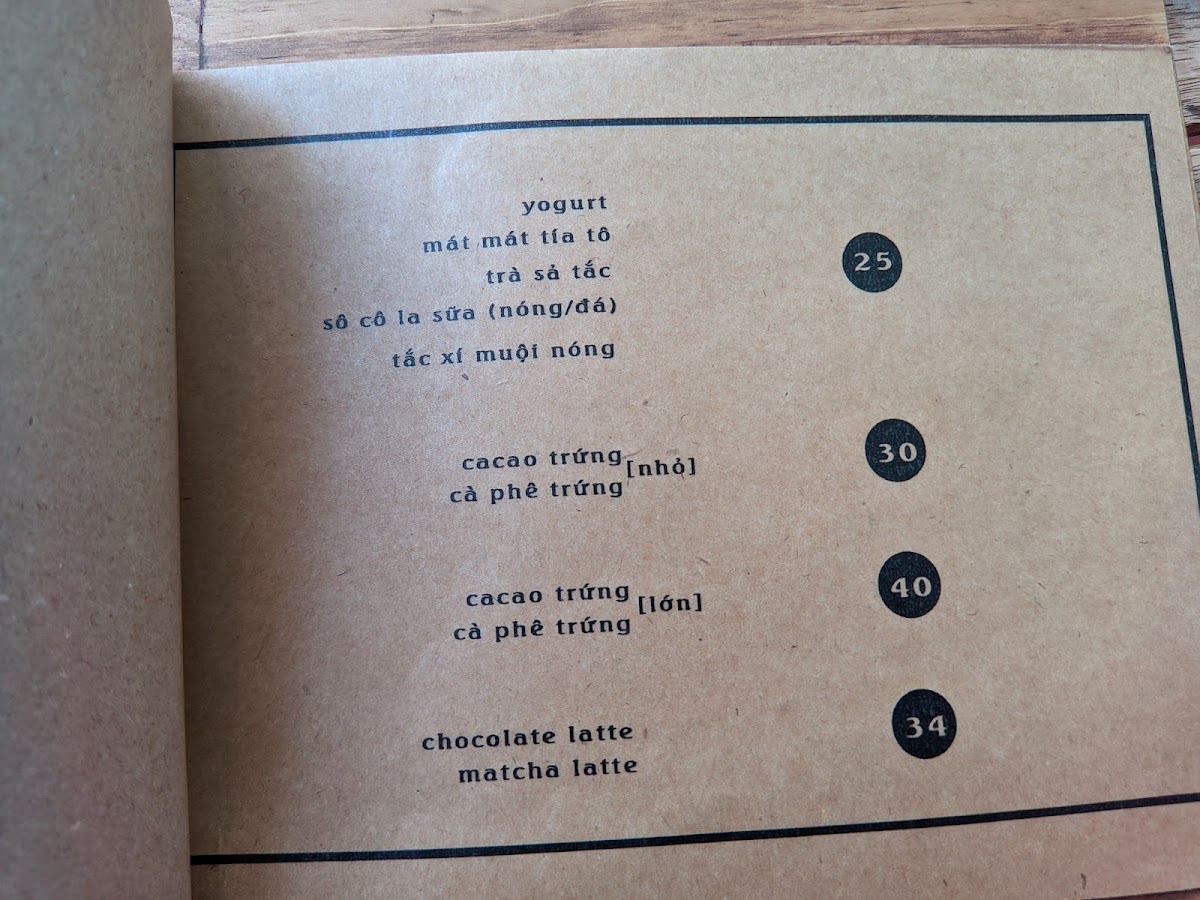 yogurt
mát mát tía tô
trà sả tắc
sô cô la sữa (nóng/đá)
tắc xí muội nóng
25
cacao trứng
cà phê trứng
[nhỏ]
30
cacao trứng
cà phê trứng
[lớn]
40
chocolate latte
matcha latte
34